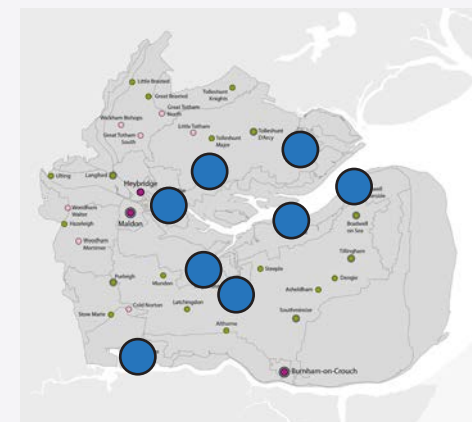 Little Braxted
Great Braxted
Tolleshunt
Knights
Great Totham
North
Wickham Bishops
Great Totham
South
Little Totham
Tolleshunt
Major
Tolleshunt
D'Arcy
Ulting
Langford
Heybridge
Maldon
Woodham
Walter
Hazeleigh
Woodham
Mortimer
Bradwell
on Sea
Tillingham
Steeple
Dengie
Asheldham
Purleigh
Mundon
Latchingdon
Cold Norton
Stow Maries
Althorne
Southminster
Burnham-on-Crouch